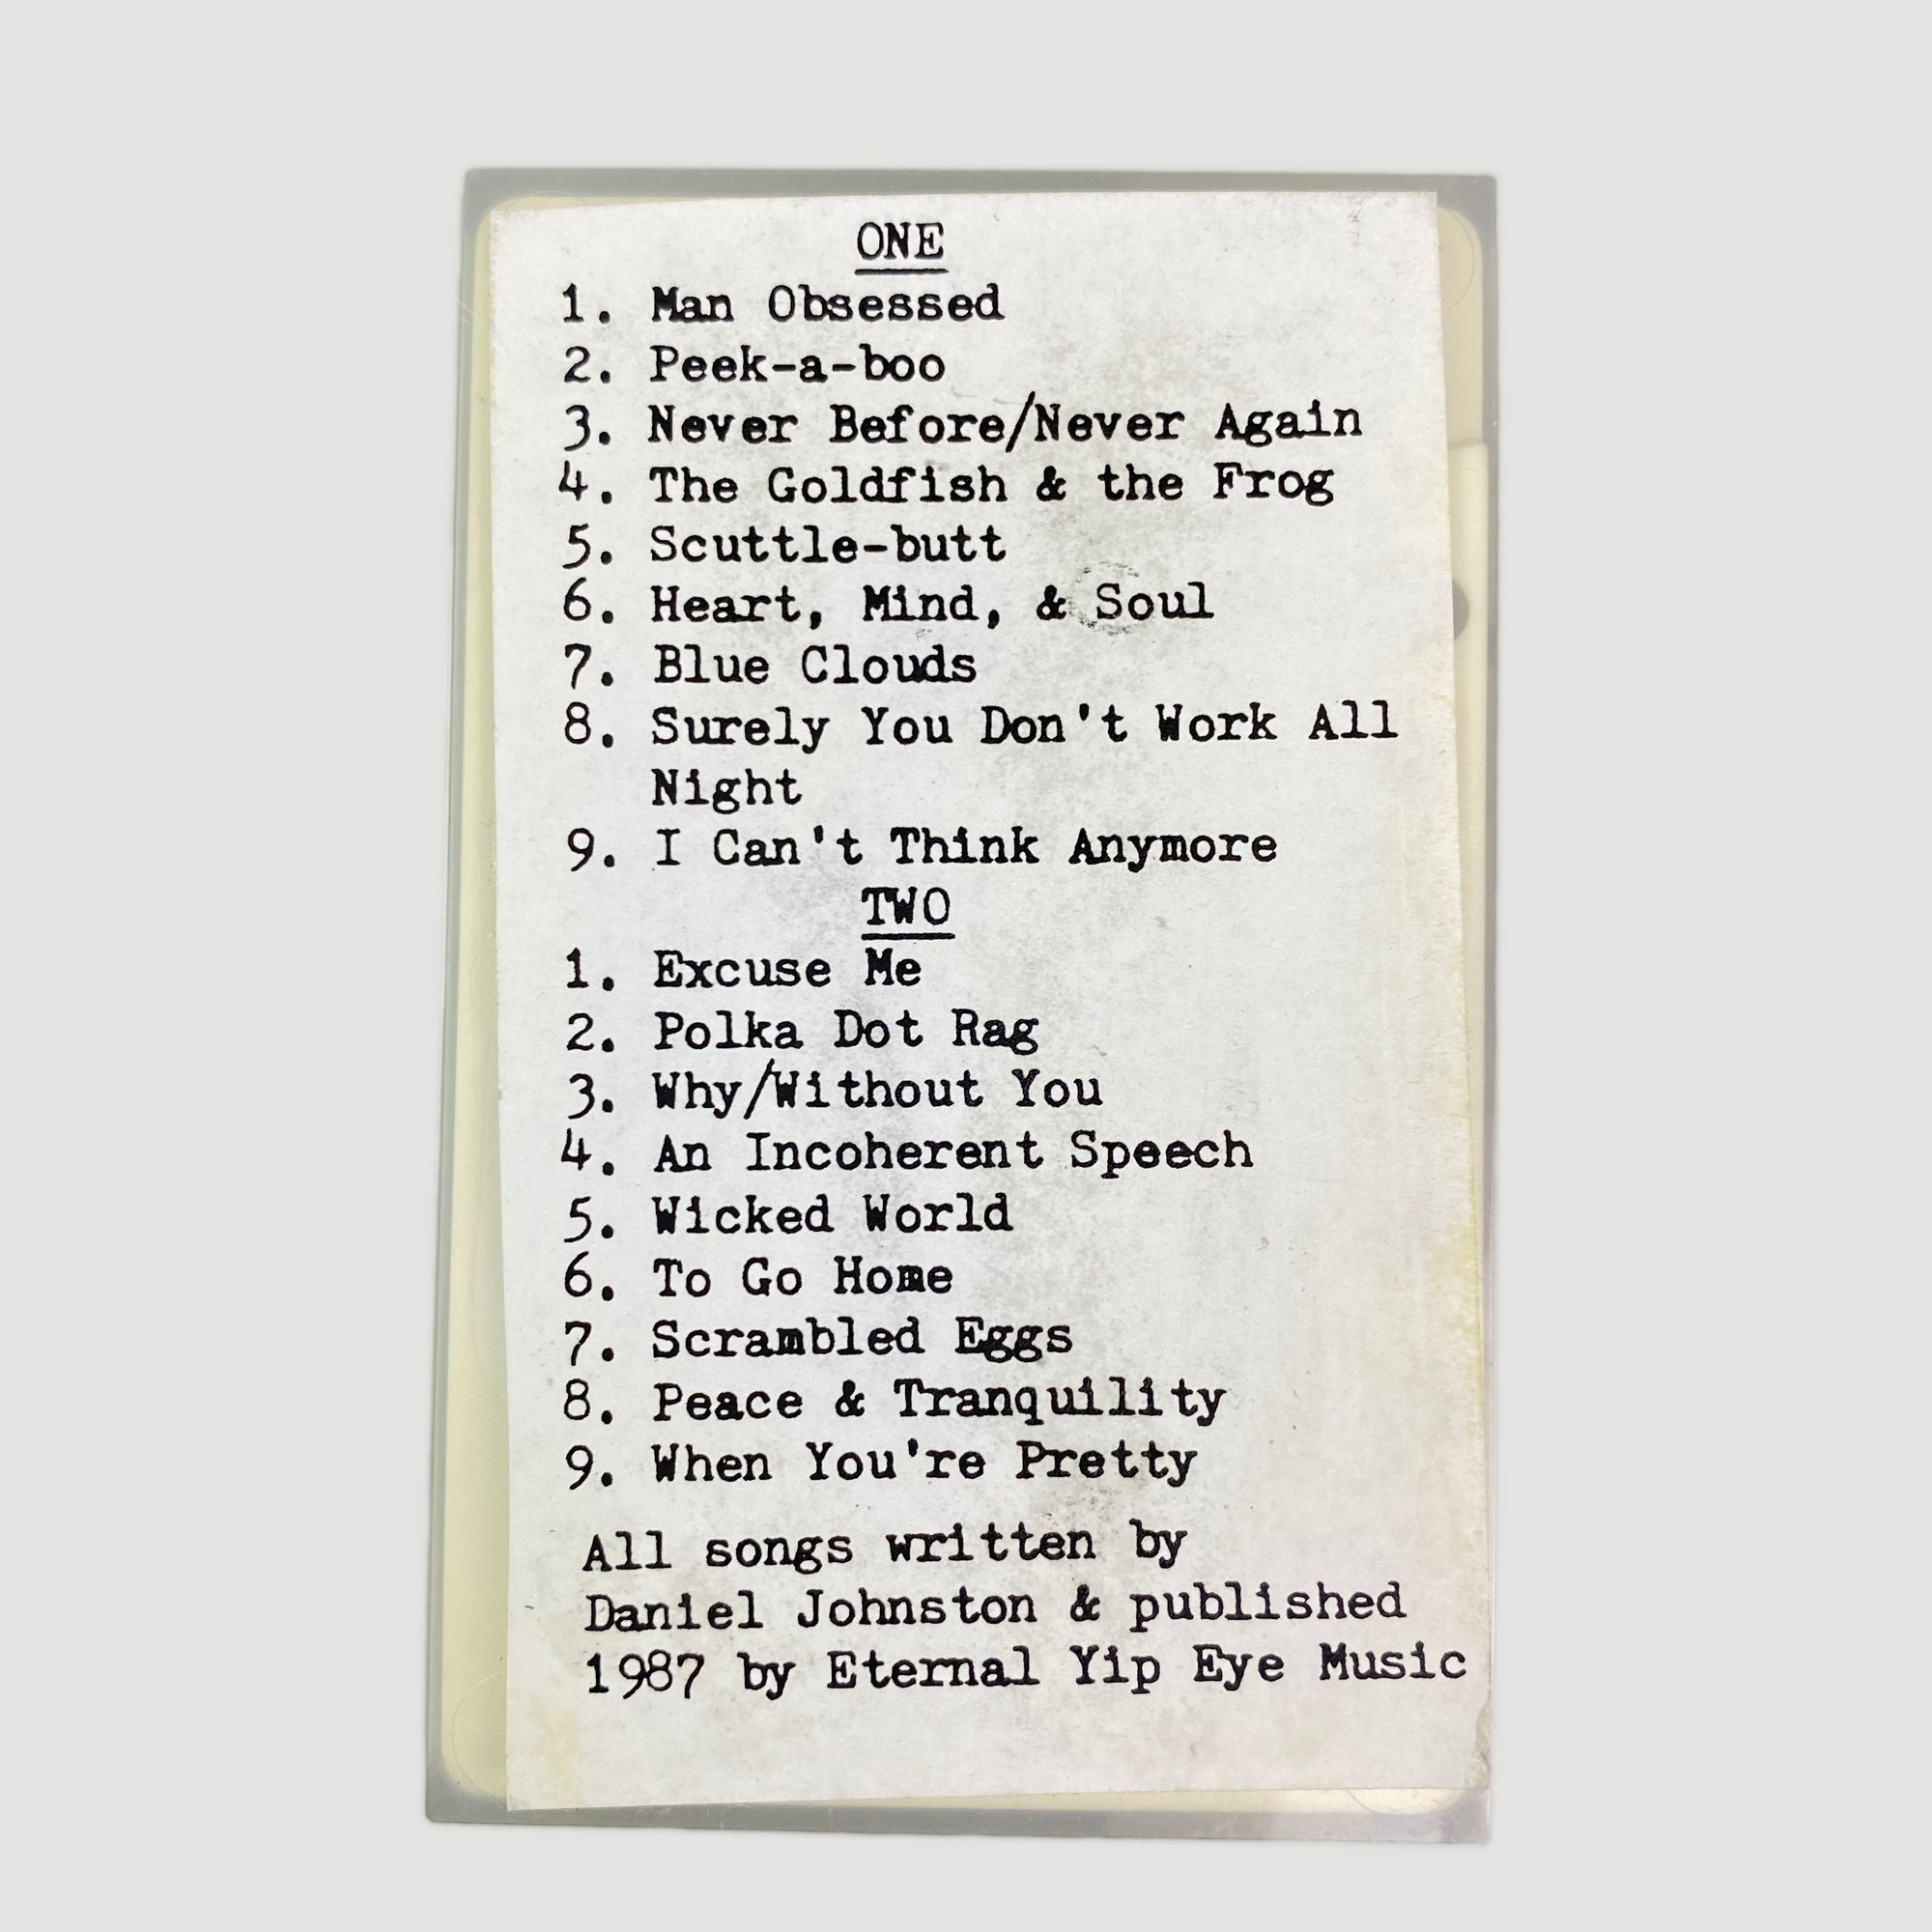 ONE
1. Man Obsessed
2. Peek-a-boo
3. Never Before/Never Again
4. The Goldfish & the Frog
5. Scuttle-butt
6. Heart, Mind, & Soul
7. Blue Clouds
8. Surely You Don't Work All
Night
9. I Can't Think Anymore
TWO
1. Excuse Me
2. Polka Dot Rag
3. Why/Without You
4. An Incoherent Speech
5. Wicked World
6. To Go Home
7. Scrambled Eggs
8. Peace & Tranquility
9. When You're Pretty
All songs written by
Daniel Johnston & published
1987 by Eternal Yip Eye Music